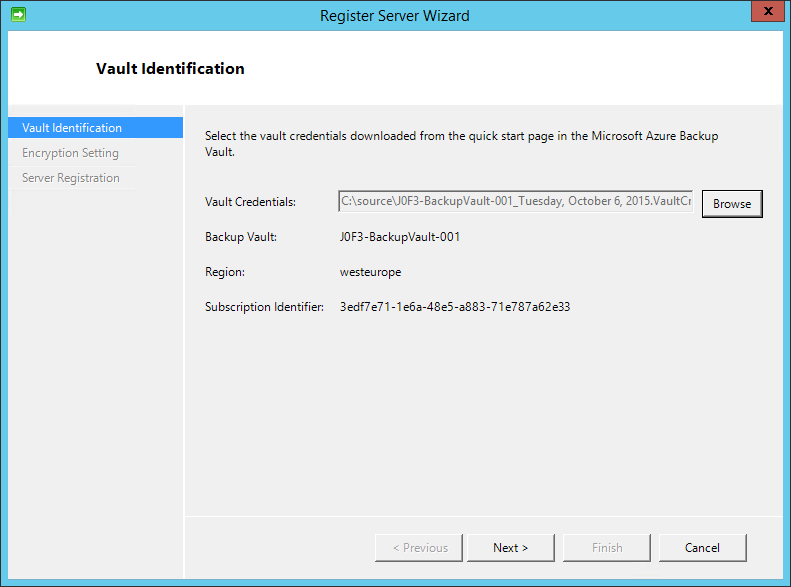 Register Server Wizard
X
Vault Identification
Vault Identification
Encryption Setting
Server Registration
Select the vault credentials downloaded from the quick start page in the Microsoft Azure Backup
Vault.
Vault Credentials: C:\source\J0F3-BackupVault-001_Tuesday, October 6, 2015.VaultCr Browse
Backup Vault: J0F3-BackupVault-001
Region: westeurope
Subscription Identifier: 3edf7e71-1e6a-48e5-a883-71e787a62e33
< Previous Next > Finish Cancel